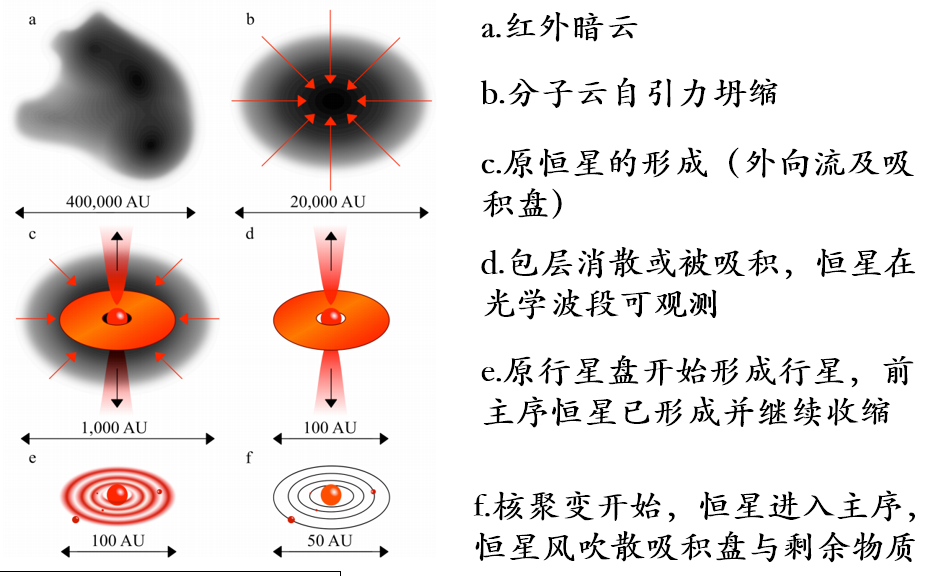 a
b
400,000 AU
20,000 AU
c
d
1,000 AU
100 AU
e
f
100 AU
50 AU
a.红外暗云
b.分子云自引力坍缩
c.原恒星的形成（外向流及吸
积盘）
d.包层消散或被吸积，恒星在
光学波段可观测
e.原行星盘开始形成行星，前
主序恒星已形成并继续收缩
f.核聚变开始，恒星进入主序，
恒星风吹散吸积盘与剩余物质